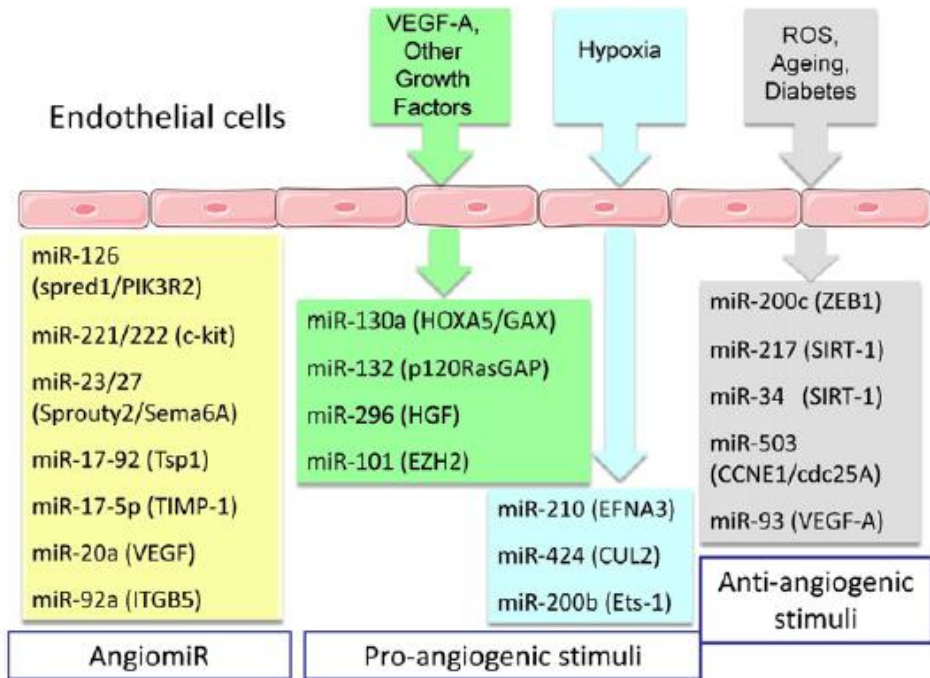 VEGF-A,
Other
Growth
Factors
Hypoxia
ROS,
Ageing,
Diabetes
Endothelial cells
miR-126
(spred1/PIK3R2)
miR-221/222 (c-kit)
miR-23/27
(Sprouty2/Sema6A)
miR-17-92 (Tsp1)
miR-17-5p (TIMP-1)
miR-20a (VEGF)
miR-92a (ITGB5)
AngiomiR
miR-130a (HOXA5/GAX)
miR-132 (p120RasGAP)
miR-296 (HGF)
miR-101 (EZH2)
miR-210 (EFNA3)
miR-424 (CUL2)
miR-200b (Ets-1)
Pro-angiogenic stimuli
miR-200c (ZEB1)
miR-217 (SIRT-1)
miR-34 (SIRT-1)
miR-503
(CCNE1/cdc25A)
miR-93 (VEGF-A)
Anti-angiogenic
stimuli